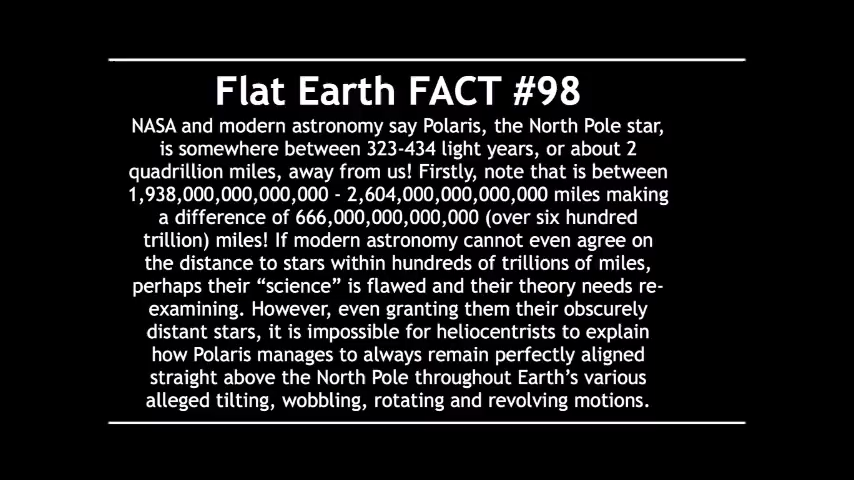 Flat Earth FACT #98
NASA and modern astronomy say Polaris, the North Pole star,
is somewhere between 323-434 light years, or about 2
quadrillion miles, away from us! Firstly, note that is between
1,938,000,000,000,000 - 2,604,000,000,000,000 miles making
a difference of 666,000,000,000,000 (over six hundred
trillion) miles! If modern astronomy cannot even agree on
the distance to stars within hundreds of trillions of miles,
perhaps their “science” is flawed and their theory needs re-
examining. However, even granting them their obscurely
distant stars, it is impossible for heliocentrists to explain
how Polaris manages to always remain perfectly aligned
straight above the North Pole throughout Earth’s various
alleged tilting, wobbling, rotating and revolving motions.